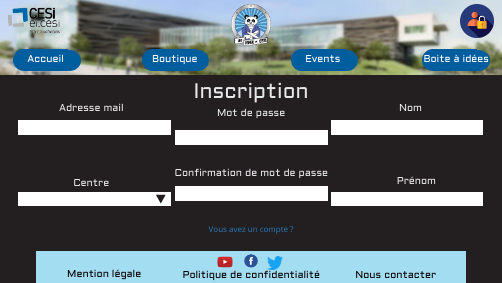 CESi
ei.cesi
Accueil
Boutique
Events
Boite à idées
Inscription
Adresse mail
Mot de passe
Nom
Centre
Confirmation de mot de passe
Prénom
Vous avez un compte ?
Mention légale
Politique de confidentialité
Nous contacter